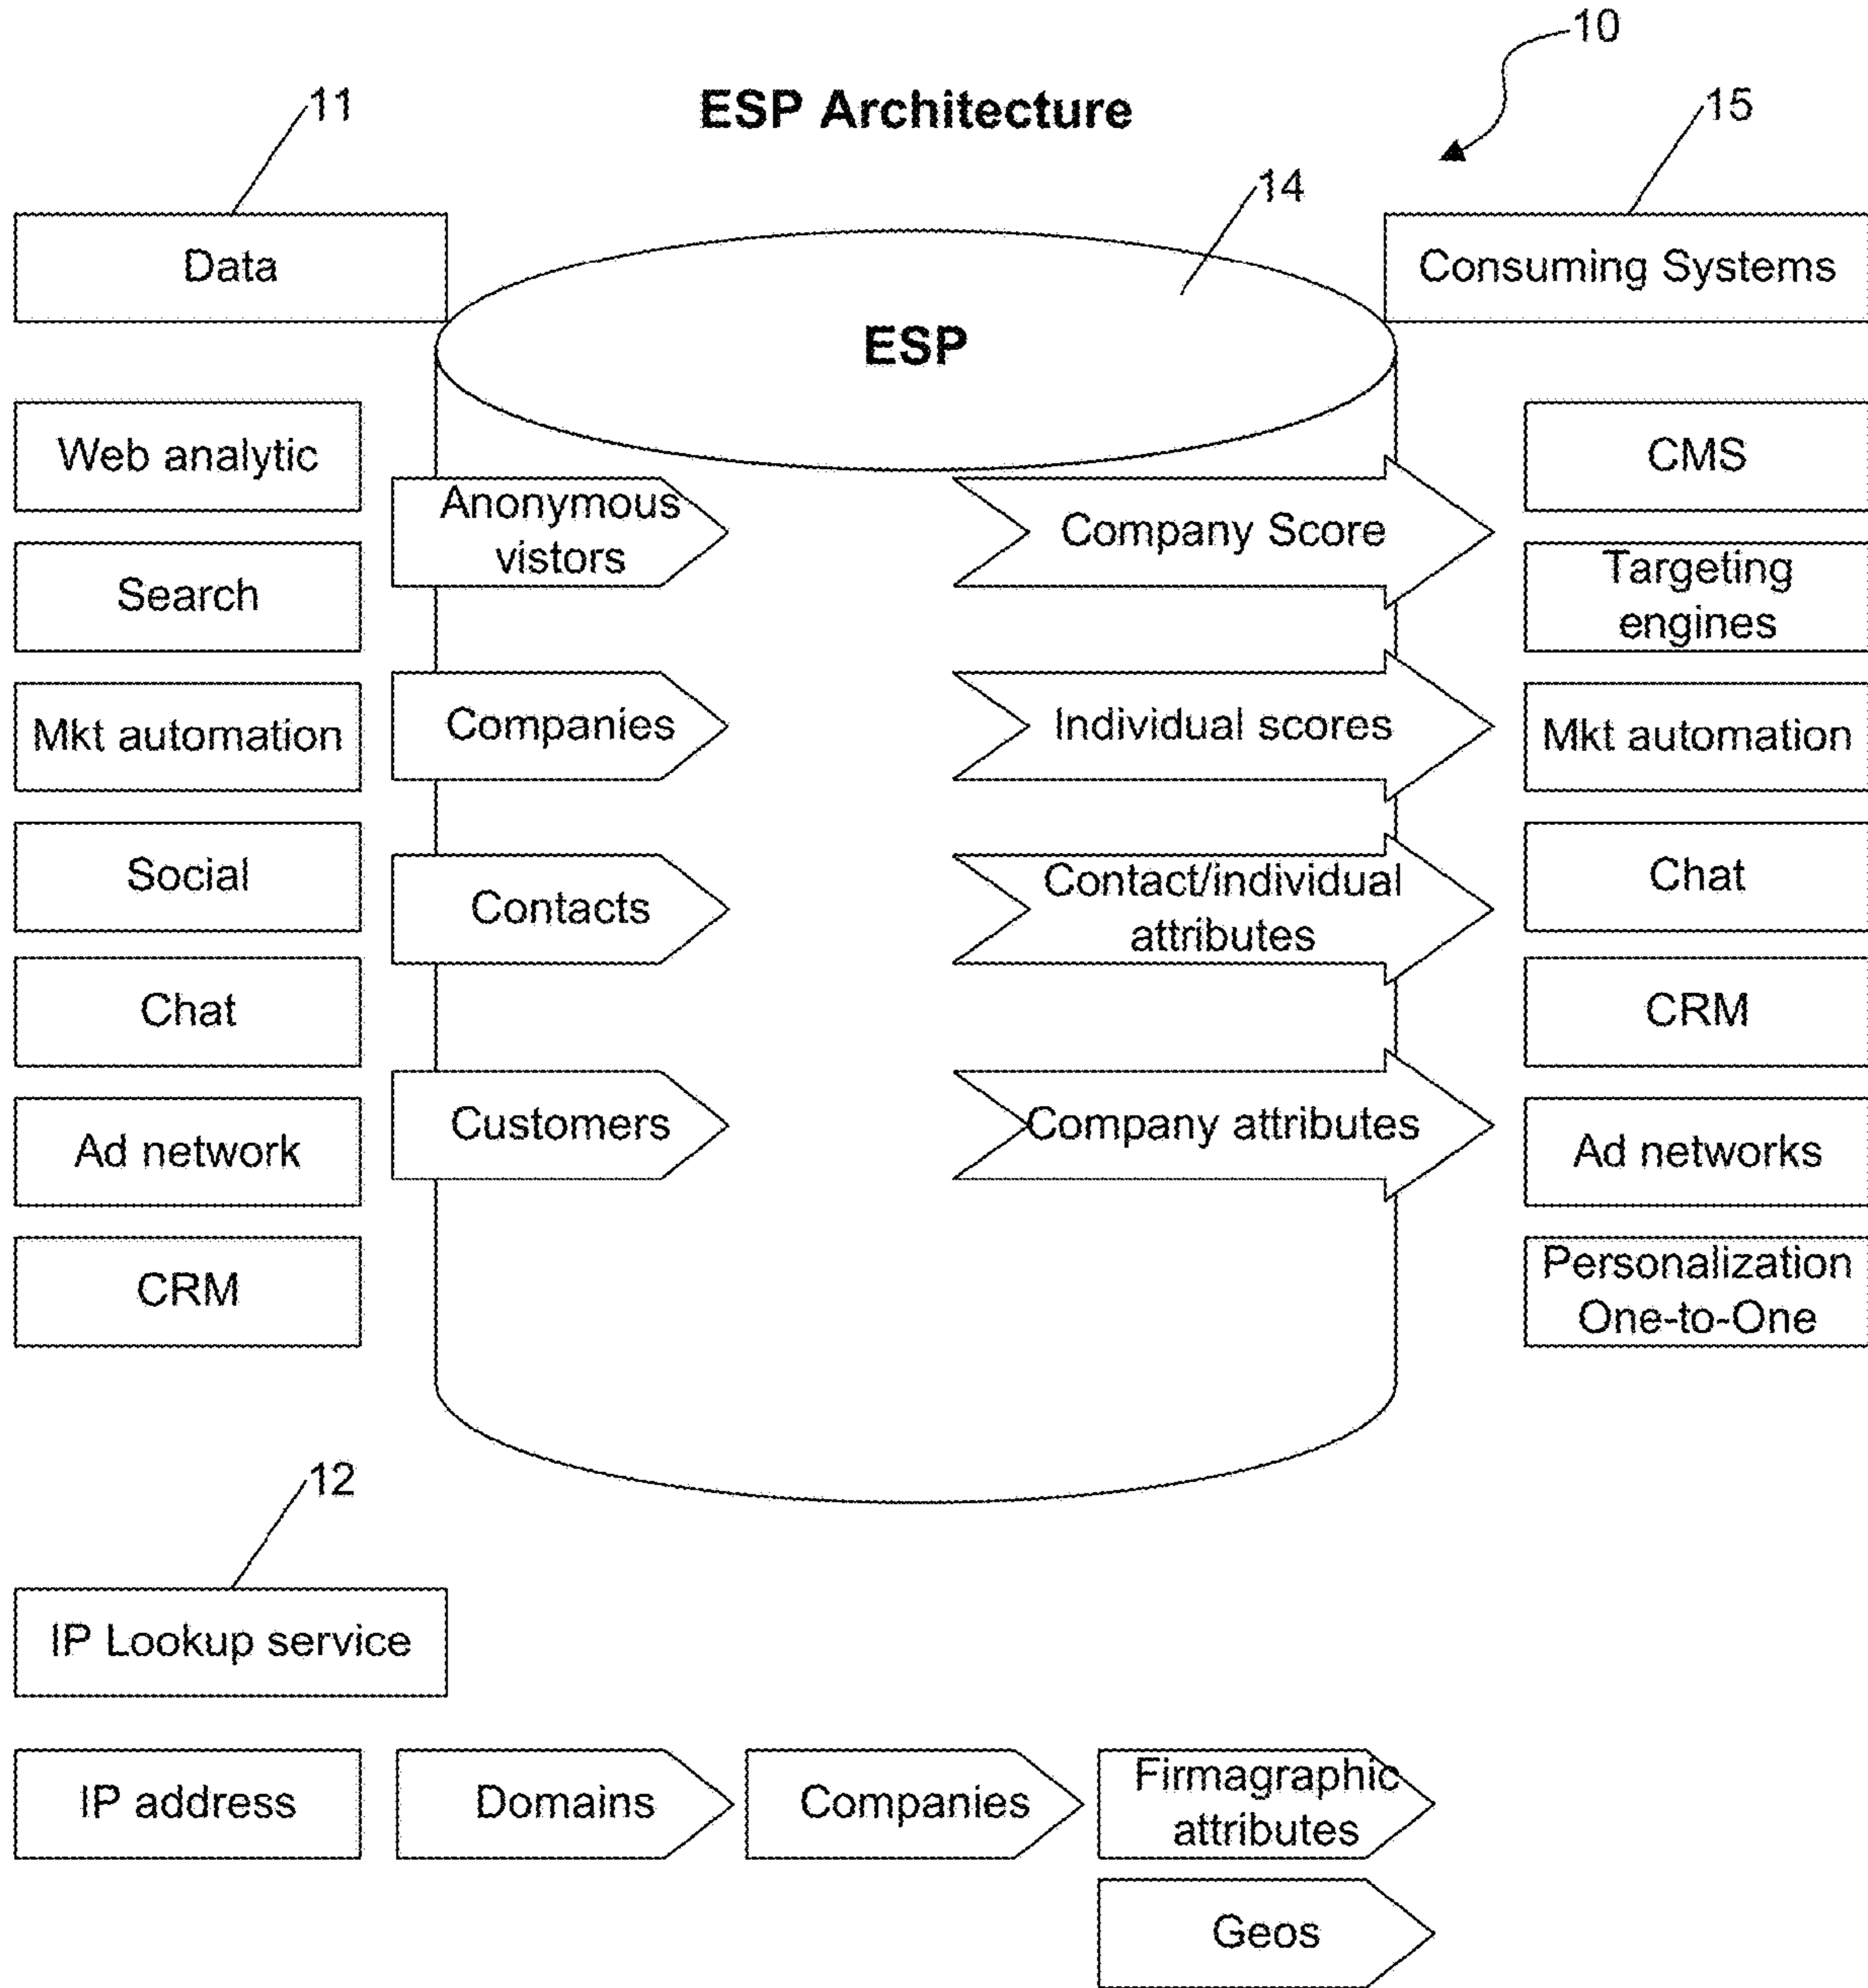 10
ESP Architecture
11
15
14
Data
Consuming Systems
ESP
Web analytic
Search
Mkt automation
Social
Chat
Ad network
CRM
Anonymous
vistors
Companies
Contacts
Customers
Company Score
Individual scores
Contact/individual
attributes
Company attributes
CMS
Targeting
engines
Mkt automation
Chat
CRM
Ad networks
Personalization
One-to-One
12
IP Lookup service
IP address
Domains
Companies
Firmagraphic
attributes
Geos